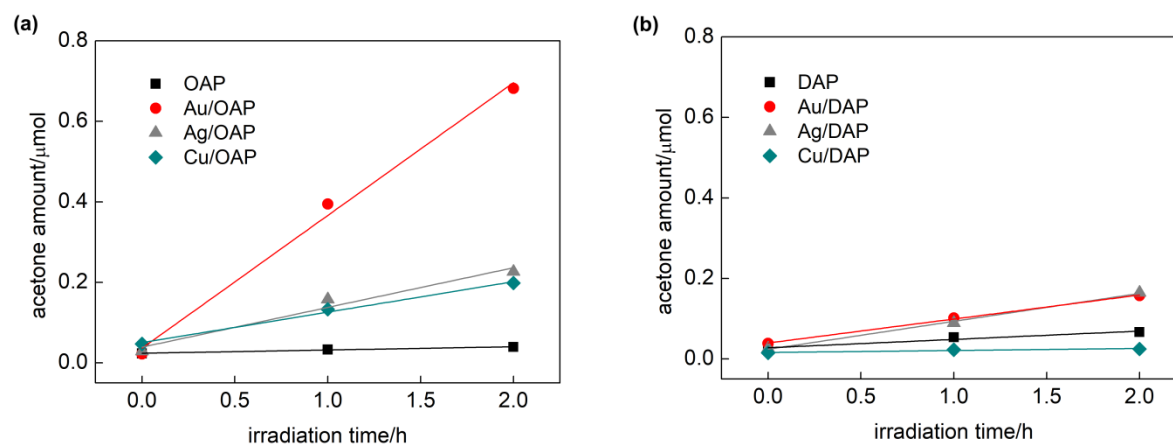 (a)
0.8
0.6
0.4
0.2
0.0
acetone amount/μmol
OAP
Au/OAP
Ag/OAP
Cu/OAP
0.0 0.5 1.0 1.5 2.0
irradiation time/h
(b)
0.8
0.6
0.4
0.2
0.0
acetone amount/μmol
DAP
Au/DAP
Ag/DAP
Cu/DAP
0.0 0.5 1.0 1.5 2.0
irradiation time/h